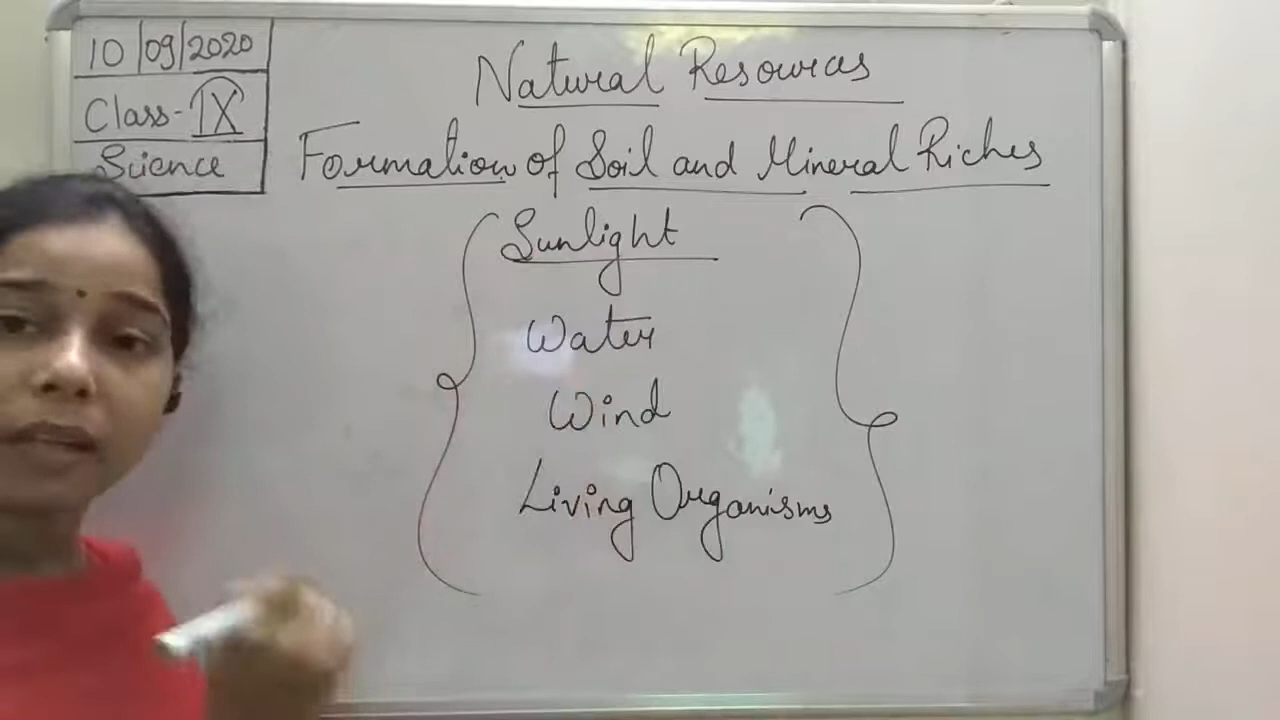 10/09/2020
Class-IX
Science
Natural Resources
Formation of Soil and Mineral Riches
Sunlight
Water
Wind
Living Organisms